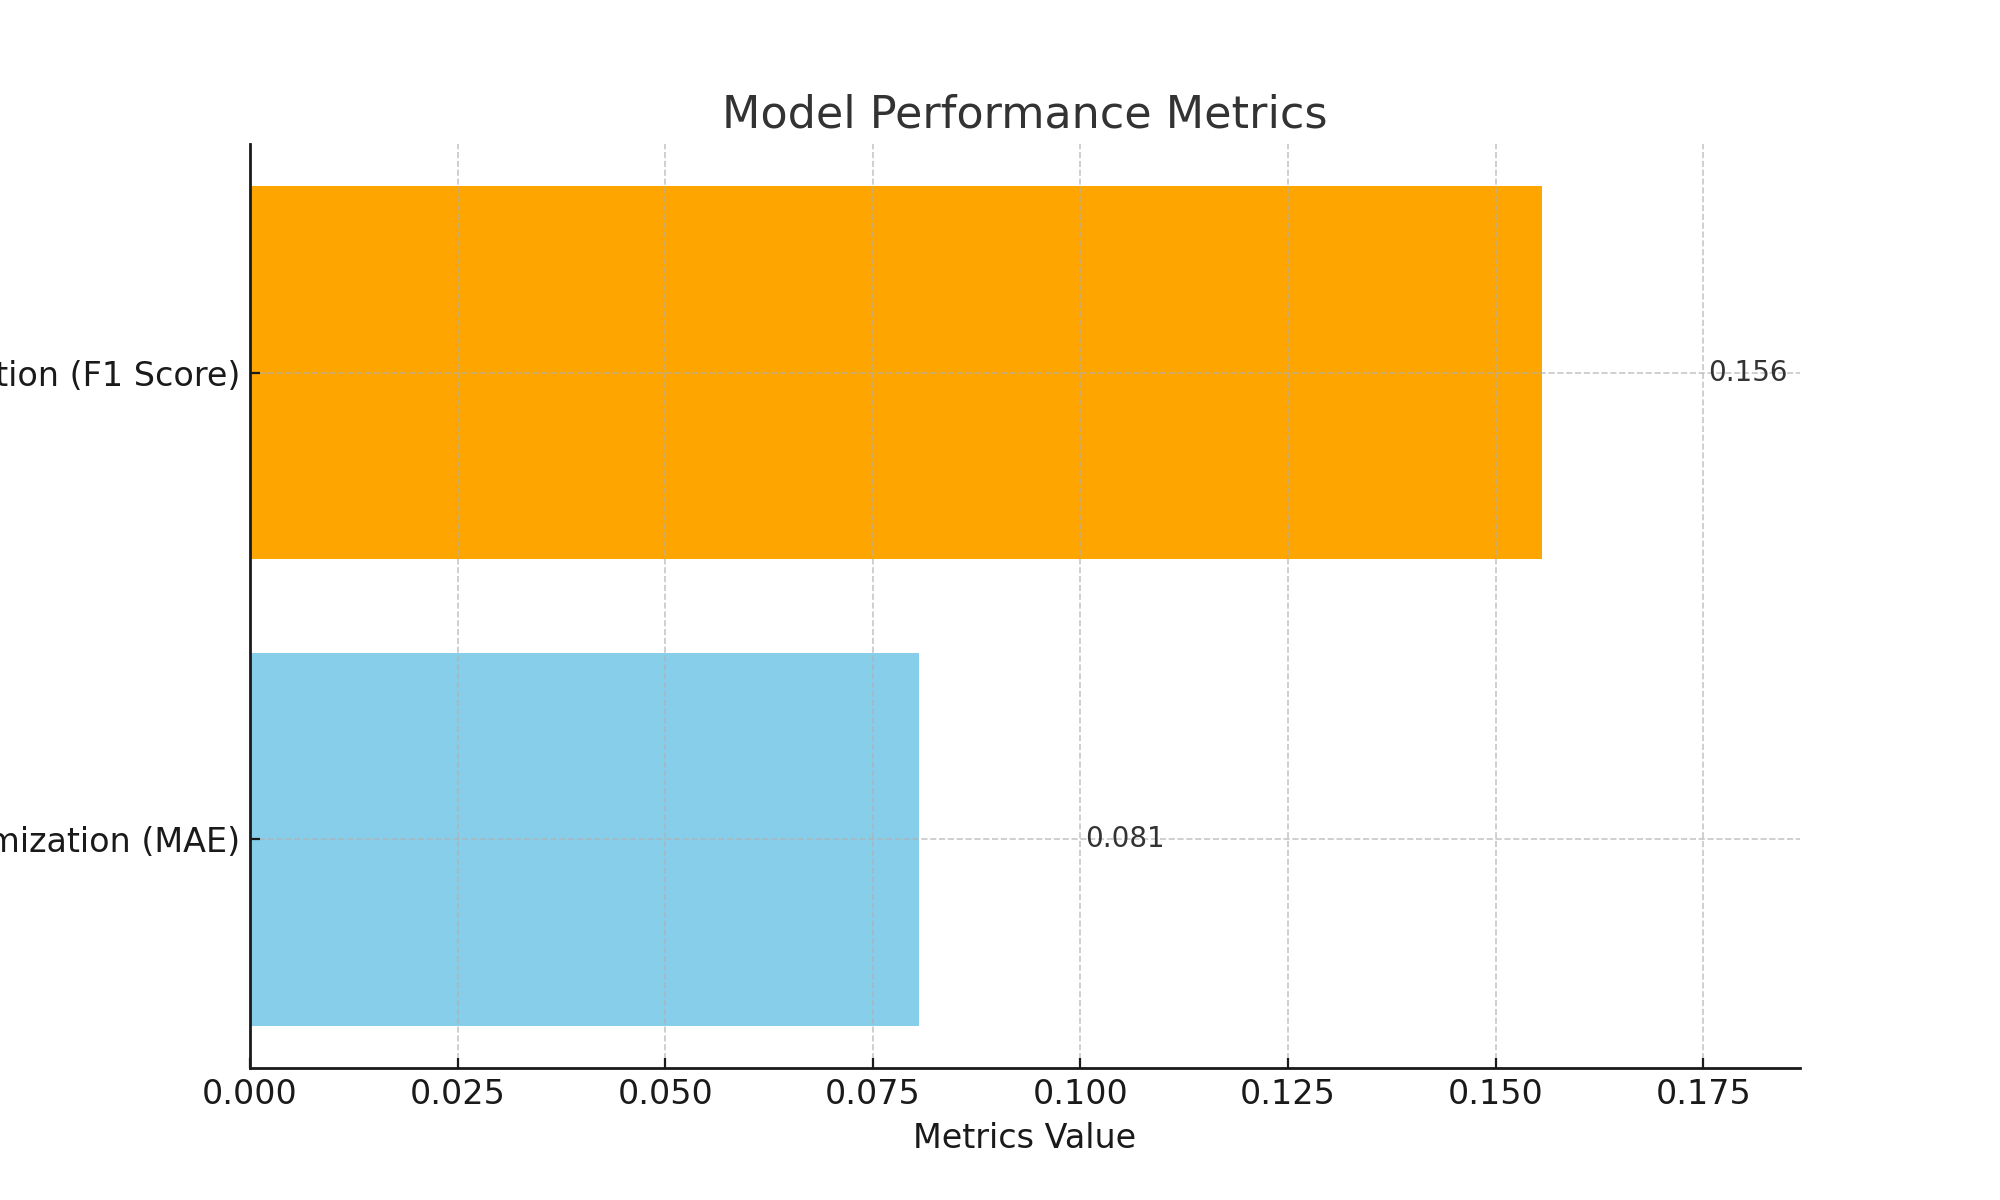 Model Performance Metrics
tion (F1 Score)
0.156
mization (MAE)
0.081
0.000 0.025 0.050 0.075 0.100 0.125 0.150 0.175
Metrics Value